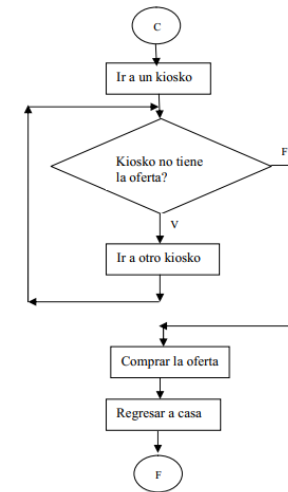 C
Ir a un kiosko
Kiosko no tiene
la oferta?
F
V
Ir a otro kiosko
Comprar la oferta
Regresar a casa
F